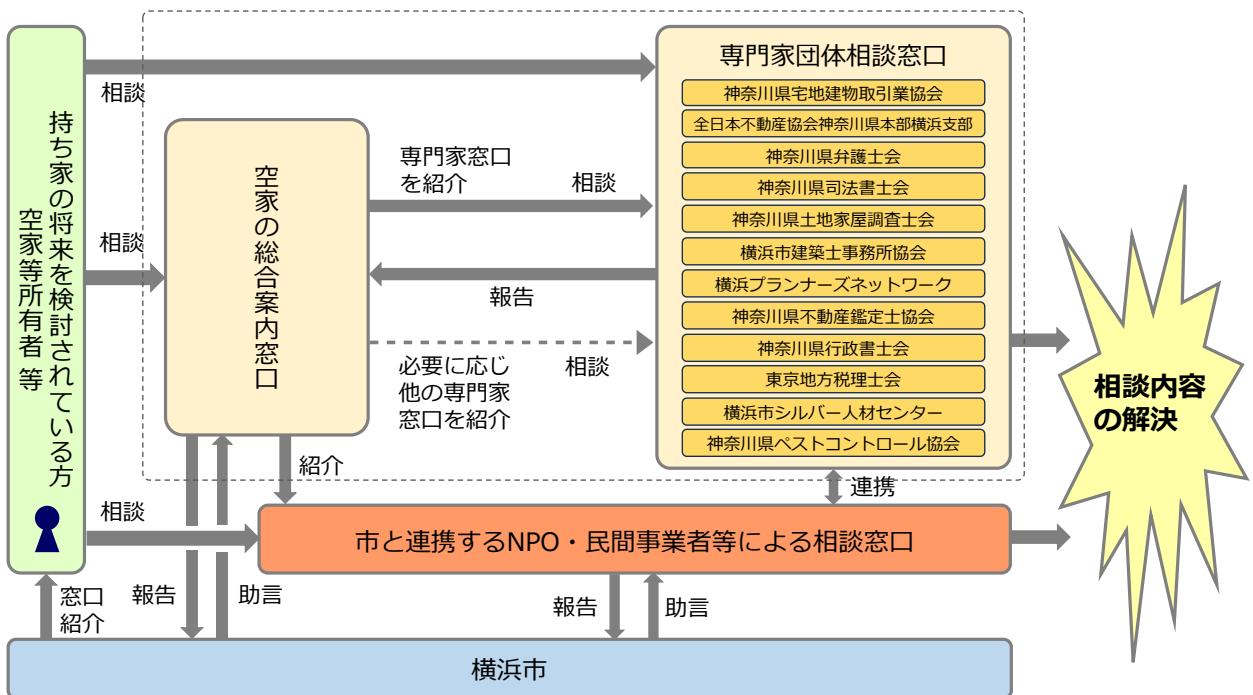 持ち家の将来を検討されている方
空家等所有者 等
相談
相談
相談
空家の総合案内窓口
専門家窓口
を紹介
相談
報告
必要に応じ
他の専門家
窓口を紹介
相談
専門家団体相談窓口
神奈川県宅地建物取引業協会
全日本不動産協会神奈川県本部横浜支部
神奈川県弁護士会
神奈川県司法書士会
神奈川県土地家屋調査士会
横浜市建築士事務所協会
横浜プランナーズネットワーク
神奈川県不動産鑑定士協会
神奈川県行政書士会
東京地方税理士会
横浜市シルバー人材センター
神奈川県ペストコントロール協会
相談内容
の解決
紹介
連携
市と連携するNPO・民間事業者等による相談窓口
窓口
紹介
報告
助言
報告
助言
横浜市